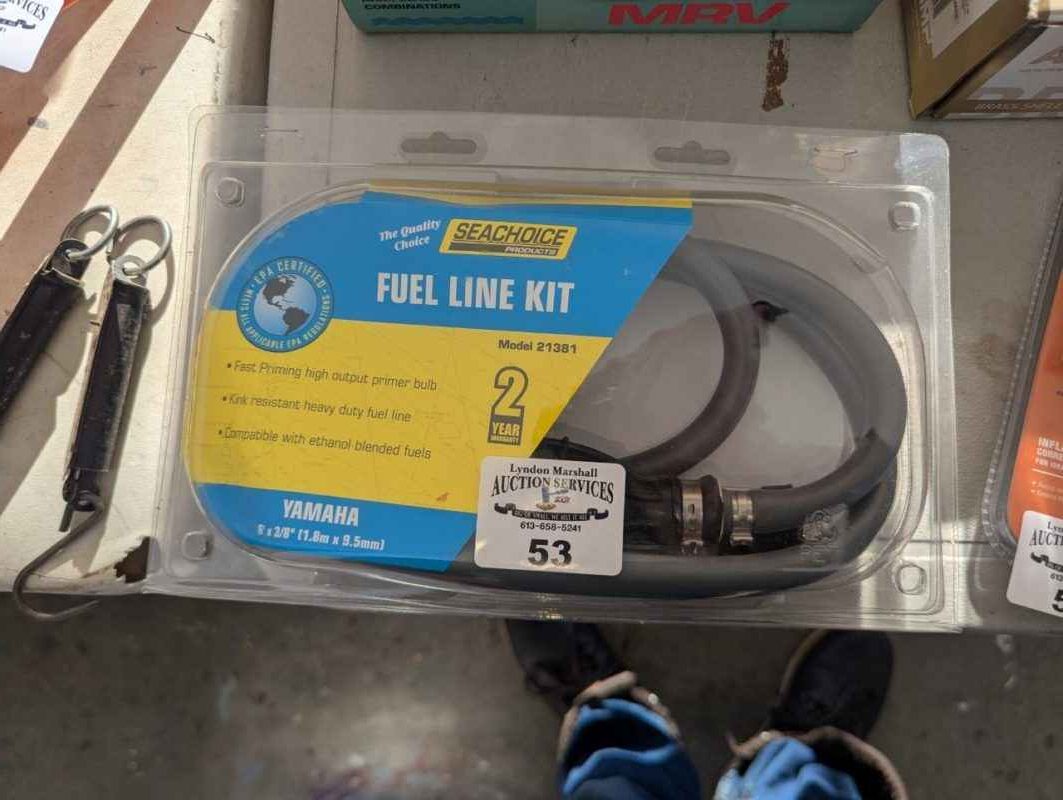 COMBINATIONS
MRV
The Quality
Choice
SEACHOICE
PRODUCTS
EPA CERTIFIED
FUEL LINE KIT
Model 21381
• Fast Priming high output primer bulb
• Kink resistant heavy duty fuel line
• Compatible with ethanol blended fuels
2
YEAR
WARRANTY
YAMAHA
6' x 3/8" (1.8m x 9.5mm)
Lyndon Marshall
AUCTION SERVICES
613-658-5241
53